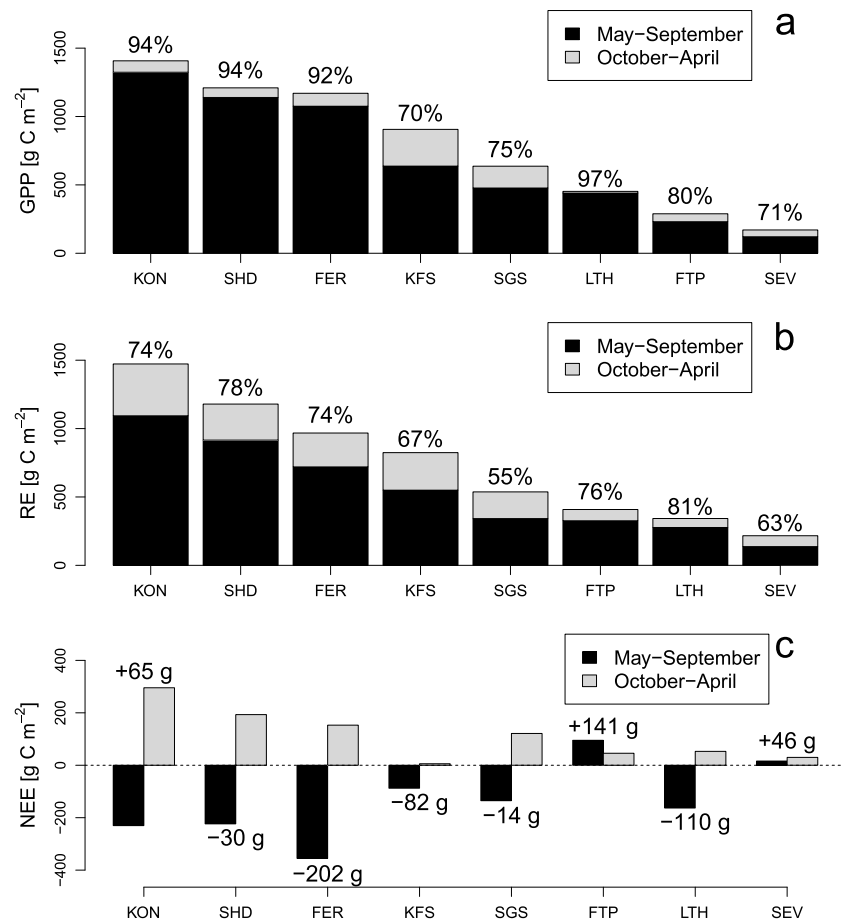 a
May−September
October−April
GPP [g C m−2]
0 500 1000 1500
94% 94% 92% 70% 75% 97% 80% 71%
KON SHD FER KFS SGS LTH FTP SEV
b
May−September
October−April
RE [g C m−2]
0 500 1000 1500
74% 78% 74% 67% 55% 76% 81% 63%
KON SHD FER KFS SGS FTP LTH SEV
c
May−September
October−April
NEE [g C m−2]
−400 −200 0 200 400
+65 g −30 g −202 g −82 g −14 g +141 g −110 g +46 g
KON SHD FER KFS SGS FTP LTH SEV